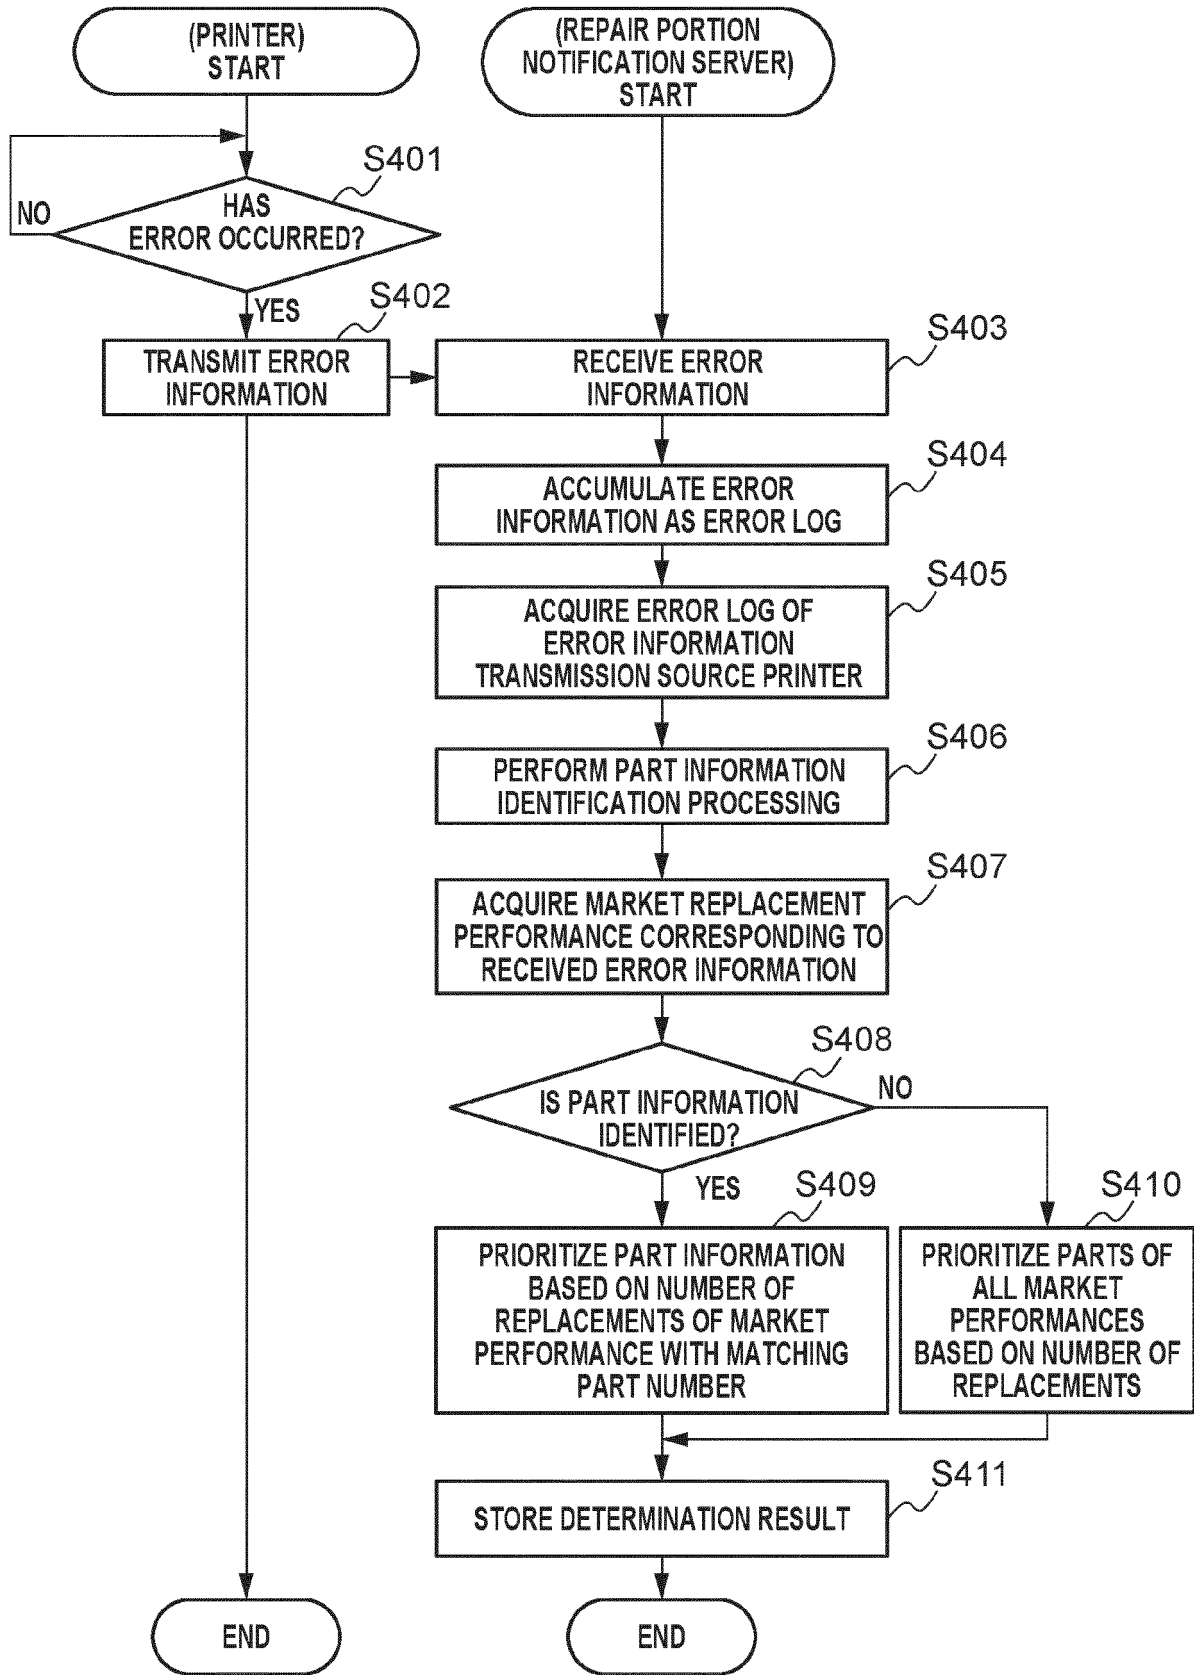 (PRINTER)
START
(REPAIR PORTION
NOTIFICATION SERVER)
START
S401
HAS
ERROR OCCURRED?
NO
YES
S402
TRANSMIT ERROR
INFORMATION
S403
RECEIVE ERROR
INFORMATION
S404
ACCUMULATE ERROR
INFORMATION AS ERROR LOG
S405
ACQUIRE ERROR LOG OF
ERROR INFORMATION
TRANSMISSION SOURCE PRINTER
S406
PERFORM PART INFORMATION
IDENTIFICATION PROCESSING
S407
ACQUIRE MARKET REPLACEMENT
PERFORMANCE CORRESPONDING TO
RECEIVED ERROR INFORMATION
S408
IS PART INFORMATION
IDENTIFIED?
NO
YES
S409
PRIORITIZE PART INFORMATION
BASED ON NUMBER OF
REPLACEMENTS OF MARKET
PERFORMANCE WITH MATCHING
PART NUMBER
S410
PRIORITIZE PARTS OF
ALL MARKET
PERFORMANCES
BASED ON NUMBER OF
REPLACEMENTS
S411
STORE DETERMINATION RESULT
END
END